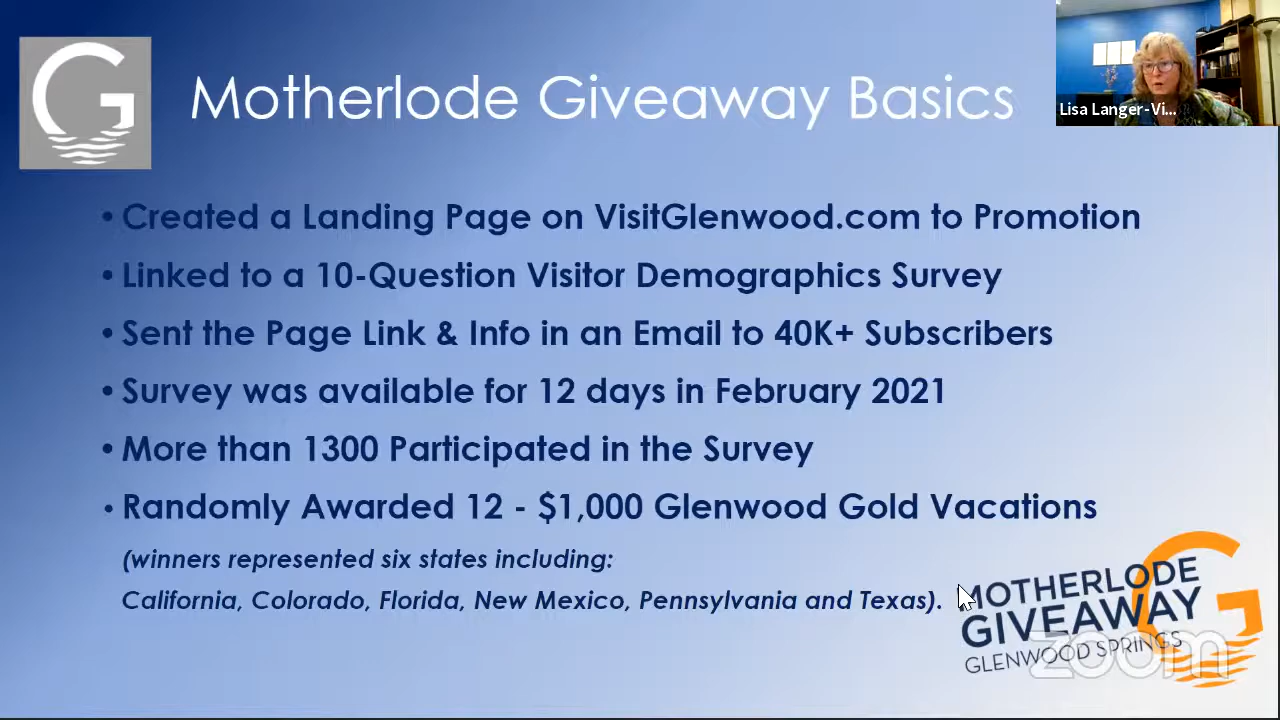 Motherlode Giveaway Basics
Lisa Langer-Vi...
• Created a Landing Page on VisitGlenwood.com to Promotion
• Linked to a 10-Question Visitor Demographics Survey
• Sent the Page Link & Info in an Email to 40K+ Subscribers
• Survey was available for 12 days in February 2021
• More than 1300 Participated in the Survey
• Randomly Awarded 12 - $1,000 Glenwood Gold Vacations
(winners represented six states including:
California, Colorado, Florida, New Mexico, Pennsylvania and Texas).
MOTHERLODE
GIVEAWAY
GLENWOOD SPRINGS
zoom